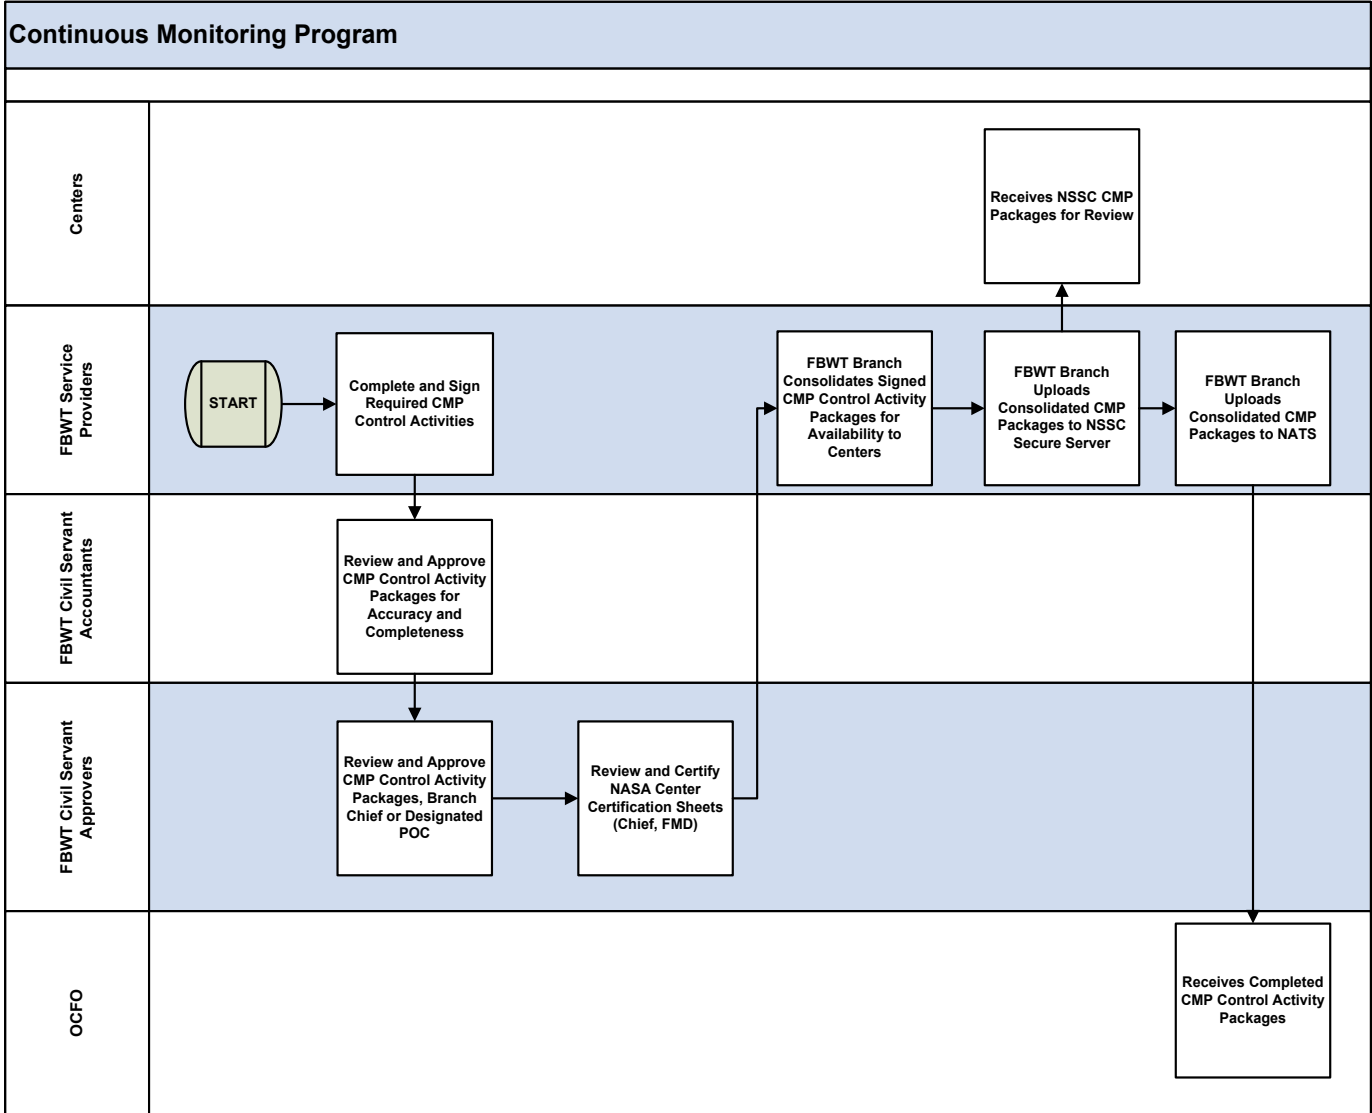 Continuous Monitoring Program
Centers
Receives NSSC CMP
Packages for Review
FBWT Service
Providers
START
Complete and Sign
Required CMP
Control Activities
FBWT Branch
Consolidates Signed
CMP Control Activity
Packages for
Availability to
Centers
FBWT Branch
Uploads
Consolidated CMP
Packages to NSSC
Secure Server
FBWT Branch
Uploads
Consolidated CMP
Packages to NATS
FBWT Civil Servant
Accountants
Review and Approve
CMP Control Activity
Packages for
Accuracy and
Completeness
FBWT Civil Servant
Approvers
Review and Approve
CMP Control Activity
Packages, Branch
Chief or Designated
POC
Review and Certify
NASA Center
Certification Sheets
(Chief, FMD)
OCFO
Receives Completed
CMP Control Activity
Packages